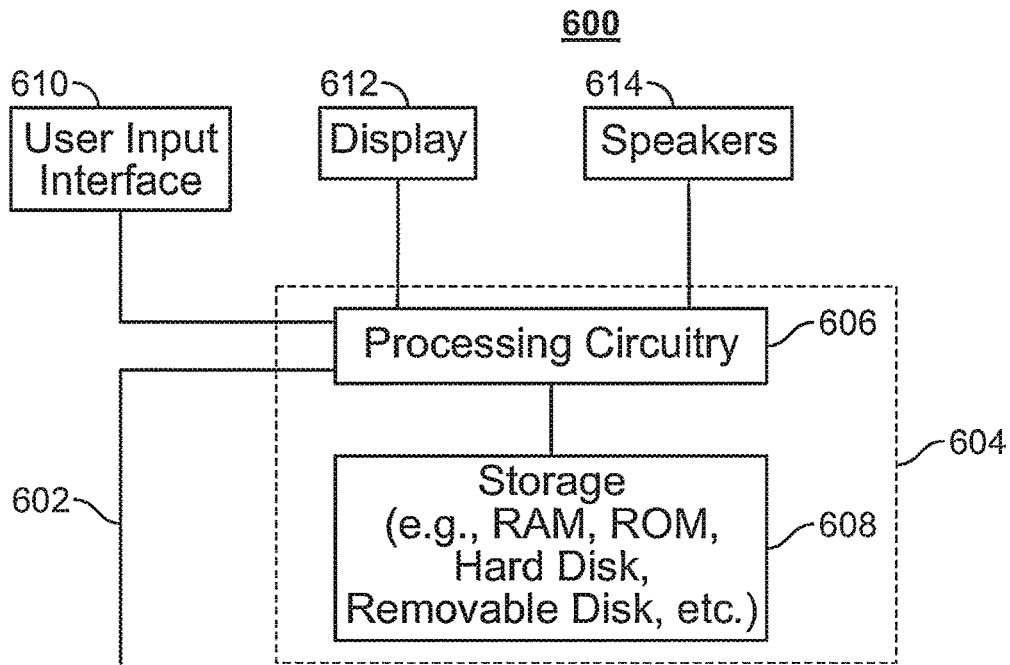 600
610
612
614
User Input
Interface
Display
Speakers
Processing Circuitry
606
604
602
Storage
(e.g., RAM, ROM,
Hard Disk,
Removable Disk, etc.)
608